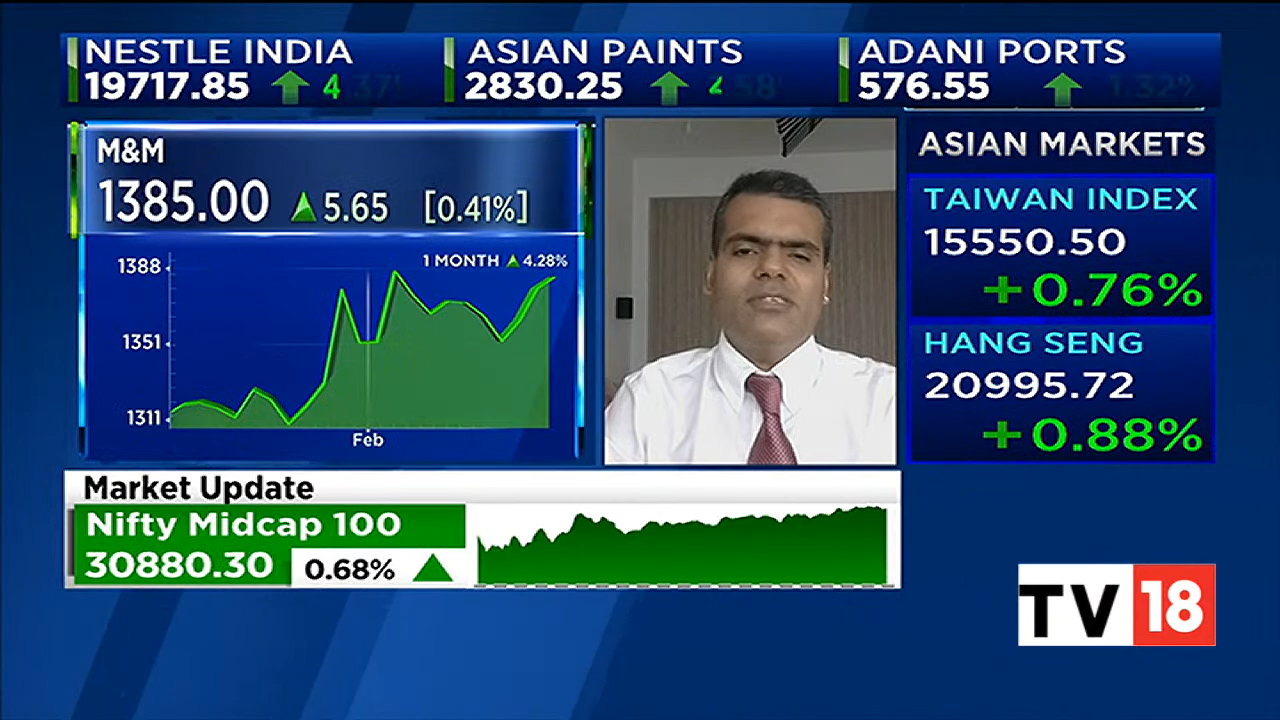 NESTLE INDIA
19717.85
ASIAN PAINTS
2830.25
ADANI PORTS
576.55
M&M
1385.00 5.65 [0.41%]
1 MONTH 4.28%
1388
1351
1311
Feb
ASIAN MARKETS
TAIWAN INDEX
15550.50
+0.76%
HANG SENG
20995.72
+0.88%
Market Update
Nifty Midcap 100
30880.30 0.68%
TV18